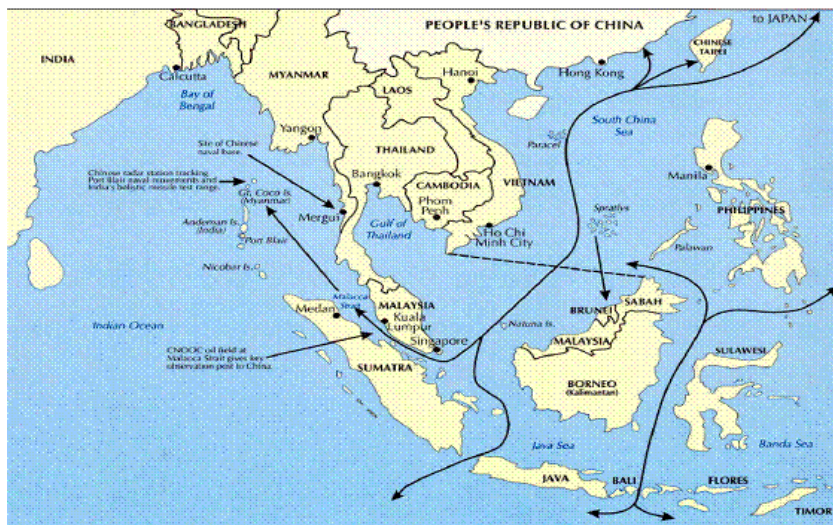 to JAPAN
BANGLADESH
PEOPLE'S REPUBLIC OF CHINA
CHINESE
TAIPEI
INDIA
Calcutta
MYANMAR
Hanoi
Hong Kong
Bay of
Bengal
LAOS
South China
Sea
Yangon
Paracel
Site of Chinese
naval base.
THAILAND
Chinese radar station tracking
Port Blair naval movements and
India's balistic missile test range.
Bangkok
Manila
CAMBODIA
VIETNAM
Gr. Coco Is.
(Myanmar)
Phom
Penh
Mergui
PHILIPPINES
Andeman Is.
(India)
Gulf of
Thailand
Spratlys
Ho Chi
Minh City
Port Blair
Palawan
Nicobar Is.
Malacca
Strait
MALAYSIA
SABAH
Medan
Kuala
Lumpur
BRUNEI
Indian Ocean
Natuna Is.
Singapore
MALAYSIA
CNOOC oil field at
Malacca Strait gives key
observation post to China.
SULAWESI
SUMATRA
BORNEO
(Kalimantan)
Java Sea
Banda Sea
JAVA
BALI
FLORES
TIMOR